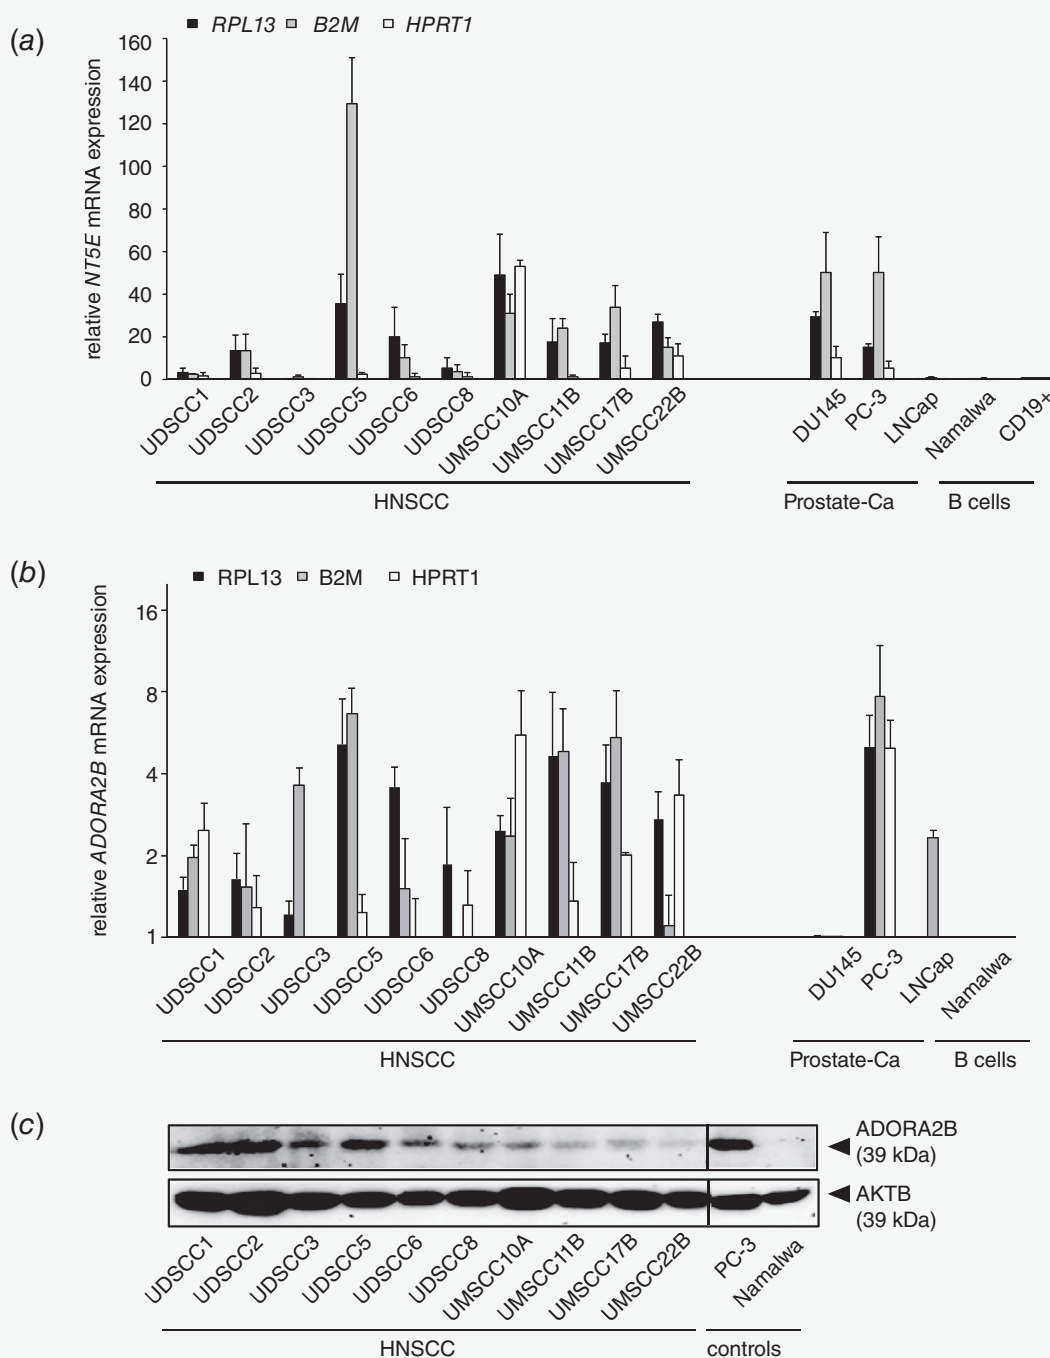 (a)
RPL13 B2M HPRT1
relative NT5E mRNA expression
160
140
120
100
80
60
40
20
0
UDSCC1 UDSCC2 UDSCC3 UDSCC5 UDSCC6 UDSCC8 UMSCC10A UMSCC11B UMSCC17B UMSCC22B DU145 PC-3 LNCap Namalwa CD19+
HNSCC Prostate-Ca B cells
(b)
RPL13 B2M HPRT1
relative ADORA2B mRNA expression
16
8
4
2
1
UDSCC1 UDSCC2 UDSCC3 UDSCC5 UDSCC6 UDSCC8 UMSCC10A UMSCC11B UMSCC17B UMSCC22B DU145 PC-3 LNCap Namalwa
HNSCC Prostate-Ca B cells
(c)
ADORA2B
(39 kDa)
AKTB
(39 kDa)
UDSCC1 UDSCC2 UDSCC3 UDSCC5 UDSCC6 UDSCC8 UMSCC10A UMSCC11B UMSCC17B UMSCC22B PC-3 Namalwa
HNSCC controls